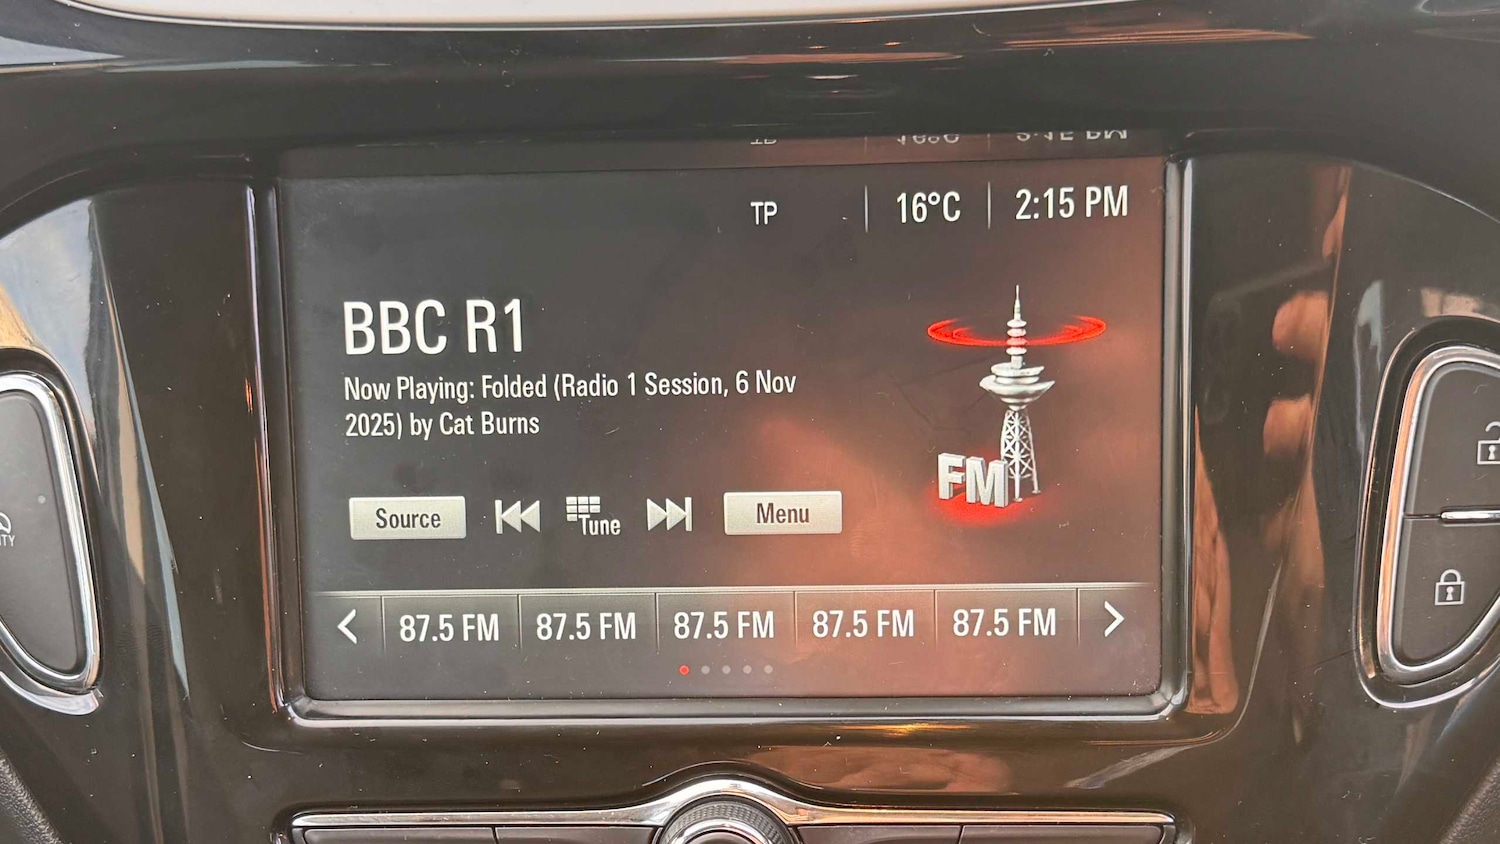 TP 16°C 2:15 PM
BBC R1
Now Playing: Folded (Radio 1 Session, 6 Nov
2025) by Cat Burns
FM
Source Tune Menu
87.5 FM 87.5 FM 87.5 FM 87.5 FM 87.5 FM